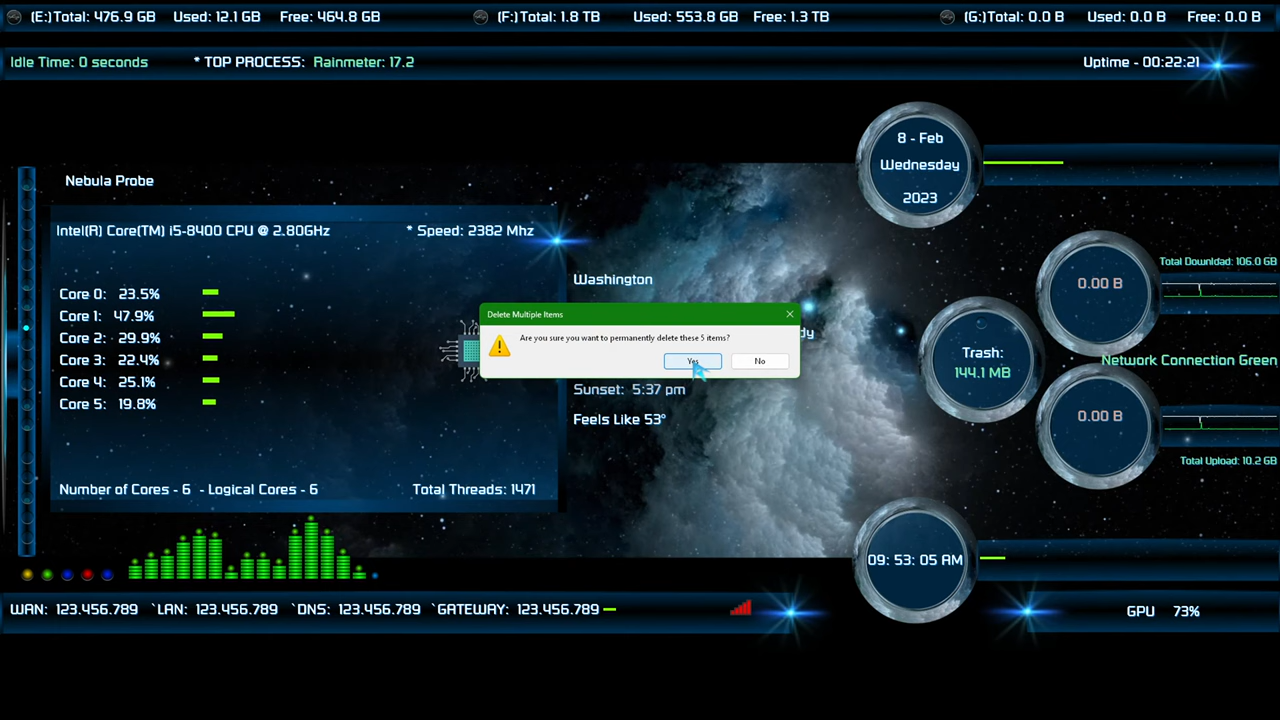 (E:)Total: 476.9 GB Used: 12.1 GB Free: 464.8 GB (F:)Total: 1.8 TB Used: 553.8 GB Free: 1.3 TB (G:)Total: 0.0 B Used: 0.0 B Free: 0.0 B
Idle Time: 0 seconds * TOP PROCESS: Rainmeter: 17.2 Uptime - 00:22:21
8 - Feb
Wednesday
2023
Nebula Probe
Intel(R) Core(TM) i5-8400 CPU @ 2.80GHz * Speed: 2382 Mhz
Core 0: 23.5%
Core 1: 47.9%
Core 2: 29.9%
Core 3: 22.4%
Core 4: 25.1%
Core 5: 19.8%
Number of Cores - 6 - Logical Cores - 6 Total Threads: 1471
Washington
Delete Multiple Items
Are you sure you want to permanently delete these 5 items?
Yes No
dy
Sunset: 5:37 pm
Feels Like 53°
Total Download: 106.0 GB
0.00 B
Trash:
144.1 MB
Network Connection Green
0.00 B
Total Upload: 10.2 GB
09: 53: 05 AM
WAN: 123.456.789 `LAN: 123.456.789 `DNS: 123.456.789 `GATEWAY: 123.456.789
GPU 73%